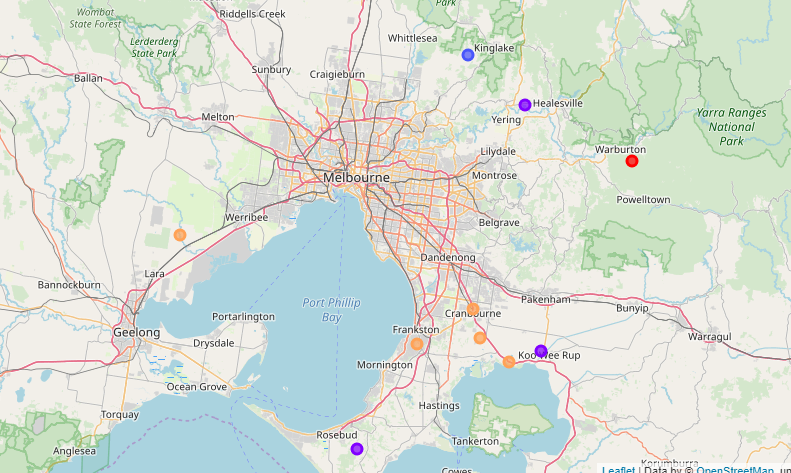 Wombat
State Forest
Riddells Creek
Park
Whittlesea
Kinglake
Lerderderg
State Park
Sunbury
Craigieburn
Ballan
Healesville
Melton
Yering
Yarra Ranges
National
Park
Lilydale
Warburton
Melbourne
Montrose
Powelltown
Werribee
Belgrave
Dandenong
Lara
Bannockburn
Port Phillip
Bay
Pakenham
Bunyip
Portarlington
Cranbourne
Geelong
Frankston
Warragul
Drysdale
Koo Wee Rup
Mornington
Ocean Grove
Hastings
Torquay
Rosebud
Tankerton
Anglesea
Korumburra
Cowes
Leaflet | Data by © OpenStreetMap, un